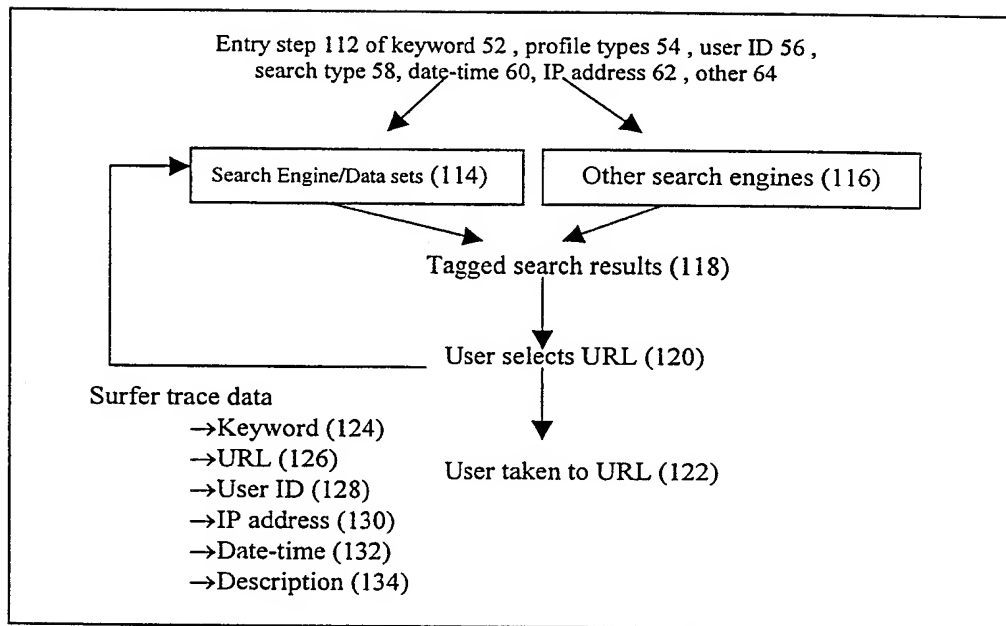 Entry step 112 of keyword 52 , profile types 54 , user ID 56 ,
search type 58, date-time 60, IP address 62 , other 64
Search Engine/Data sets (114)
Other search engines (116)
Tagged search results (118)
User selects URL (120)
Surfer trace data
→Keyword (124)
→URL (126)
User taken to URL (122)
→User ID (128)
→IP address (130)
→Date-time (132)
→Description (134)